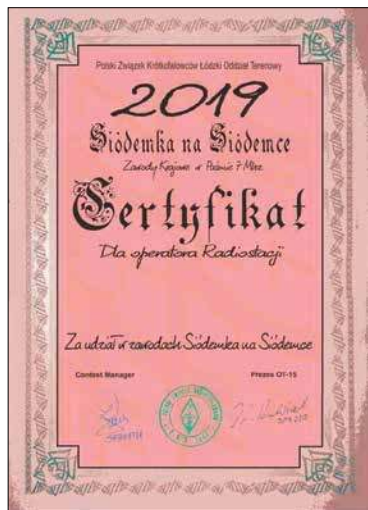 Polski Związek Krótkofalowców Łódzki Oddział Terenowy
2019
Siódemka na Siódemce
Zawody Krajowe w Paśmie 7 MHz
Certyfikat
Dla operatora Radiostacji
Za udział w zawodach Siódemka na Siódemce
Contest Manager
Prezes OT-15